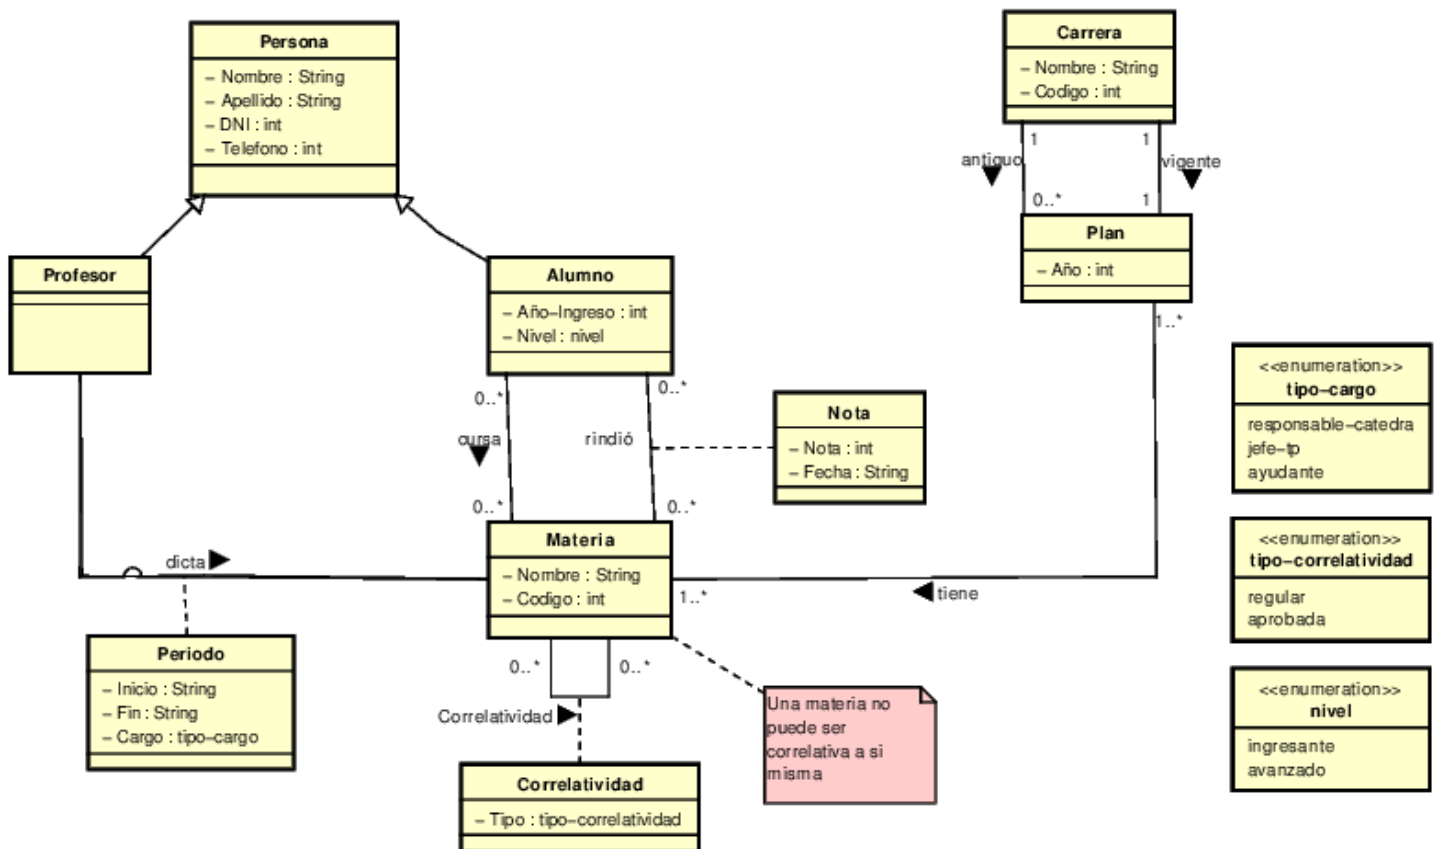 Persona
– Nombre : String
– Apellido : String
– DNI : int
– Telefono : int
Carrera
– Nombre : String
– Codigo : int
1
1
antiguo
vigente
0..*
1
Plan
– Año : int
1..*
Profesor
Alumno
– Año–Ingreso : int
– Nivel : nivel
0..*
0..*
cursa
rindió
0..*
0..*
Nota
– Nota : int
– Fecha : String
<<enumeration>>
tipo–cargo
responsable–catedra
jefe–tp
ayudante
Materia
– Nombre : String
– Codigo : int
dicta
1..*
tiene
<<enumeration>>
tipo–correlatividad
regular
aprobada
Periodo
– Inicio : String
– Fin : String
– Cargo : tipo–cargo
0..*
0..*
Correlatividad
Una materia no
puede ser
correlativa a si
misma
<<enumeration>>
nivel
ingresante
avanzado
Correlatividad
– Tipo : tipo–correlatividad